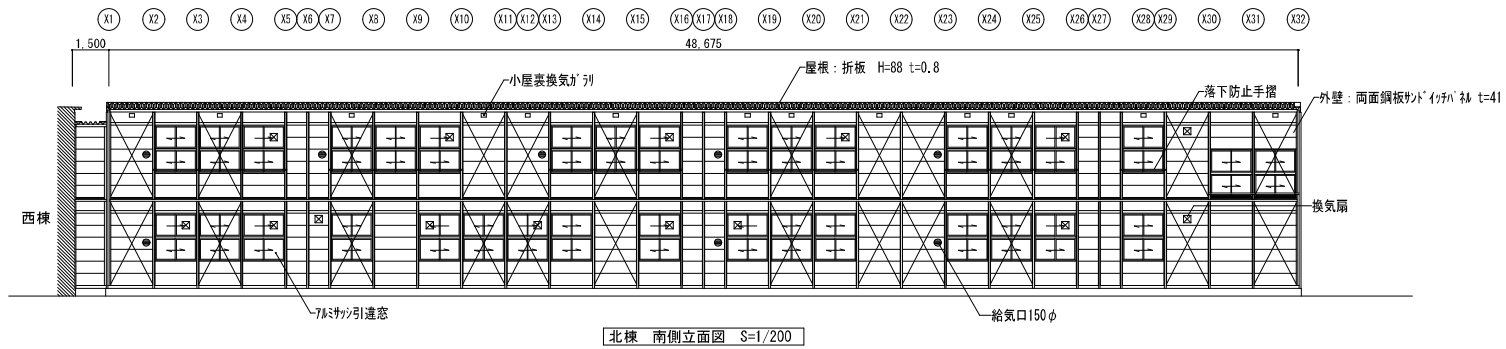 X1 X2 X3 X4 X5 X6 X7 X8 X9 X10 X11 X12 X13 X14 X15 X16 X17 X18 X19 X20 X21 X22 X23 X24 X25 X26 X27 X28 X29 X30 X31 X32
1,500 48,675
屋根：折板 H=88 t=0.8
小屋裏換気ｶﾞﾗﾘ
落下防止手摺
外壁：両面鋼板ｻﾝﾄﾞｲｯﾁﾊﾟﾈﾙ t=41
西棟
換気扇
ｱﾙﾐｻｯｼ引違窓
給気口150φ
北棟 南側立面図 S=1/200